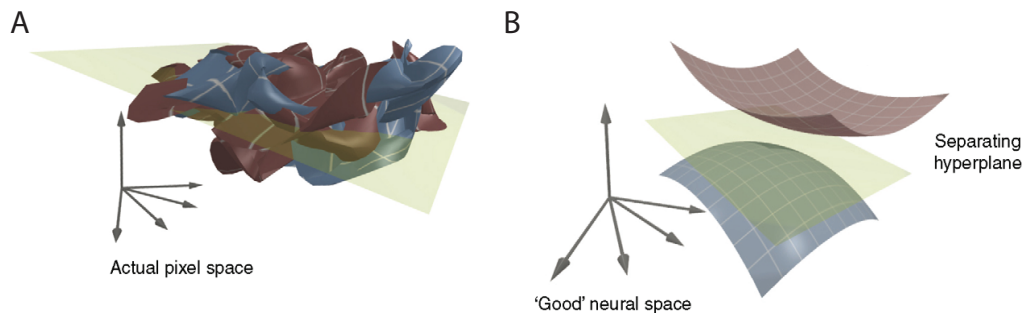 A
B
Separating
hyperplane
Actual pixel space
‘Good’ neural space